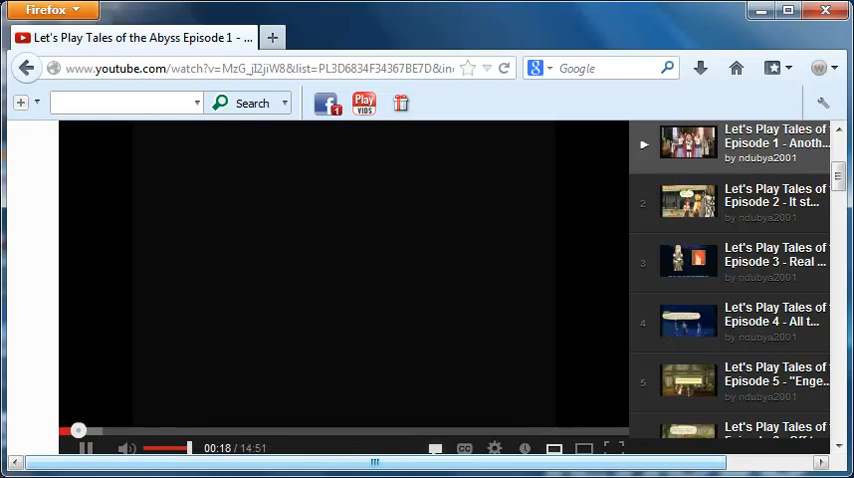 Firefox
Let's Play Tales of the Abyss Episode 1 - ...
www.youtube.com/watch?v=MzG_jI2jiW8&list=PL3D6834F34367BE7D&in
Google
Search
1
Play
VIDS
Let's Play Tales of
Episode 1 - Anoth...
by ndubya2001
2
Let's Play Tales of
Episode 2 - It st...
by ndubya2001
3
Let's Play Tales of
Episode 3 - Real ...
by ndubya2001
4
Let's Play Tales of
Episode 4 - All t...
by ndubya2001
5
Let's Play Tales of
Episode 5 - "Enge...
by ndubya2001
Let's Play Tales of
00:18 / 14:51
CC